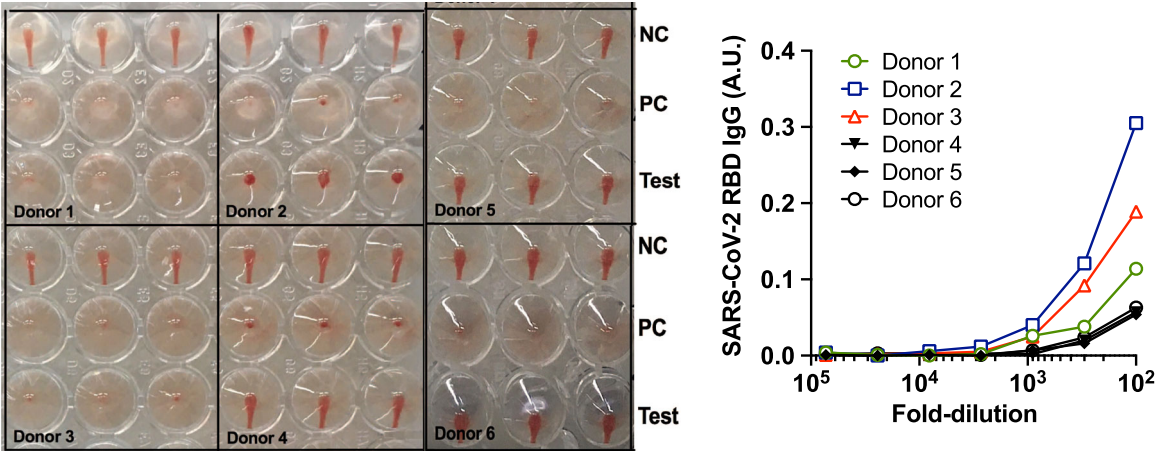 NC
PC
Test
Donor 1
Donor 2
Donor 5
NC
PC
Test
Donor 3
Donor 4
Donor 6
SARS-CoV-2 RBD IgG (A.U.)
0.4
0.3
0.2
0.1
0.0
10⁵
10⁴
10³
10²
Fold-dilution
Donor 1
Donor 2
Donor 3
Donor 4
Donor 5
Donor 6